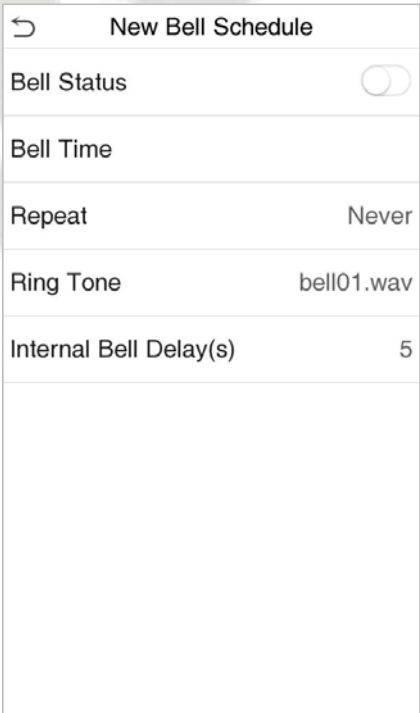 New Bell Schedule
Bell Status
Bell Time
Repeat Never
Ring Tone bell01.wav
Internal Bell Delay(s) 5